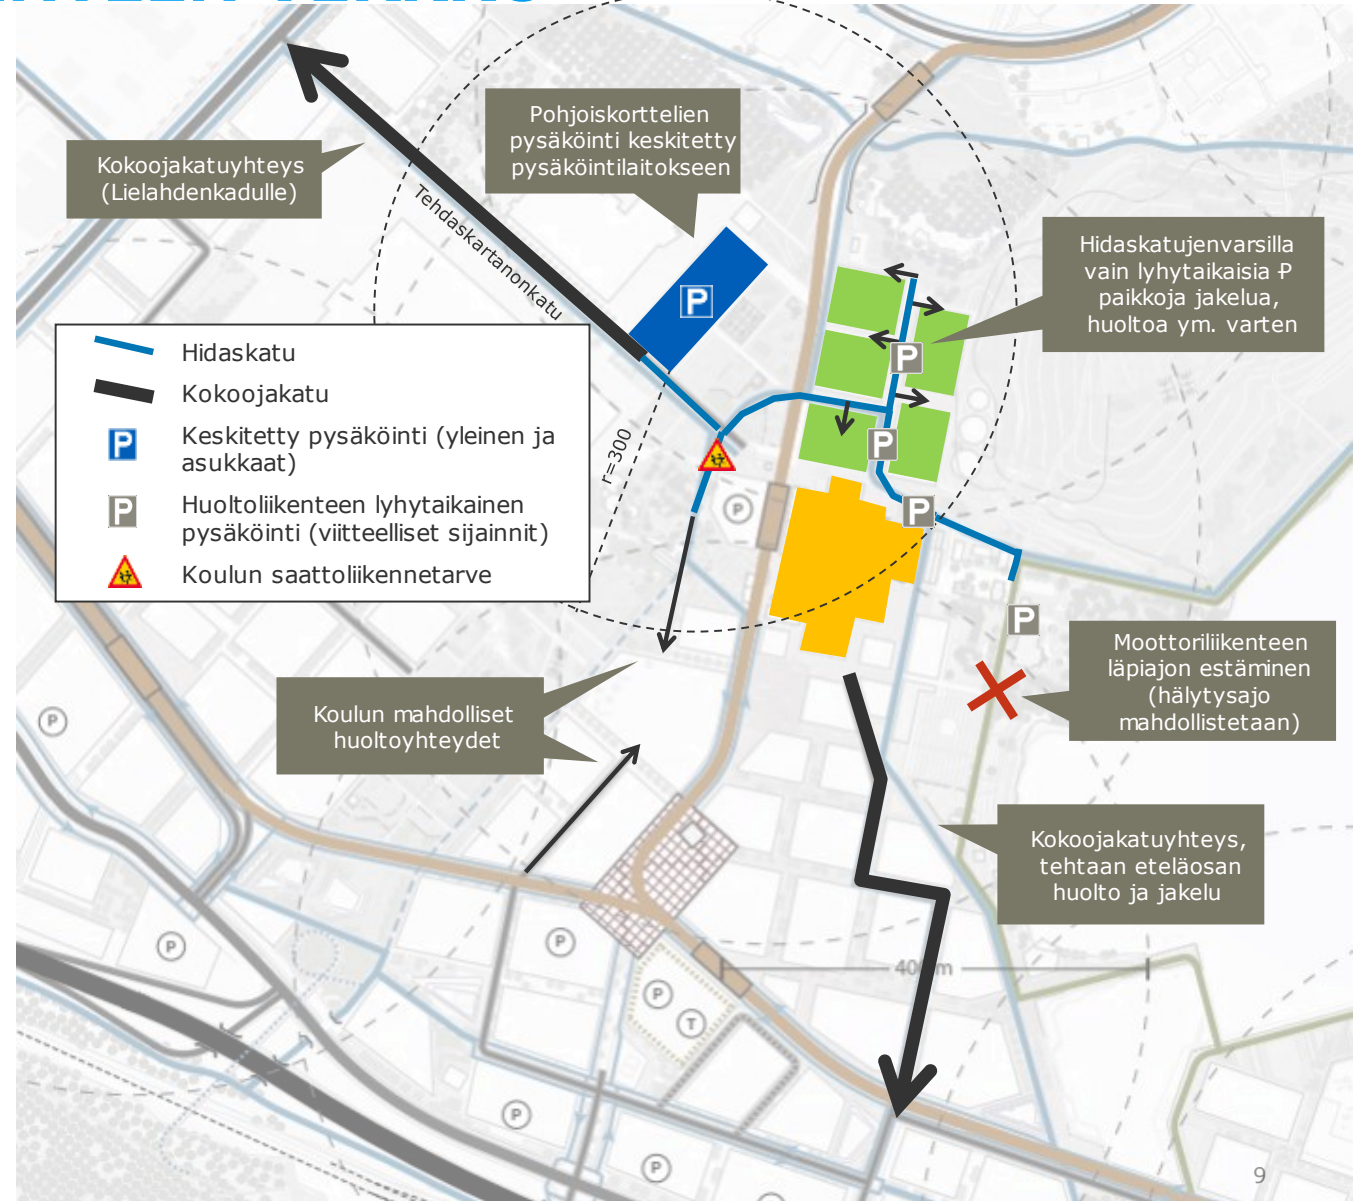 Pohjoiskorttelien
pysäköinti keskitetty
pysäköintilaitokseen
Kokoojakatuyhteys
(Lielahdenkadulle)
Tehdaskartanonkatu
Hidaskatujenvarsilla
vain lyhytaikaisia P
paikkoja jakelua,
huoltoa ym. varten
P
P
P
P
P
Hidaskatu
Kokoojakatu
P
Keskitetty pysäköinti (yleinen ja
asukkaat)
P
Huoltoliikenteen lyhytaikainen
pysäköinti (viitteelliset sijainnit)
Koulun saattoliikennetarve
r=300
P
Moottoriliikenteen
läpiajon estäminen
(hälytysajo
mahdollistetaan)
Koulun mahdolliset
huoltoyhteydet
P
Kokoojakatuyhteys,
tehtaan eteläosan
huolto ja jakelu
P
P
P
T
P
P
9